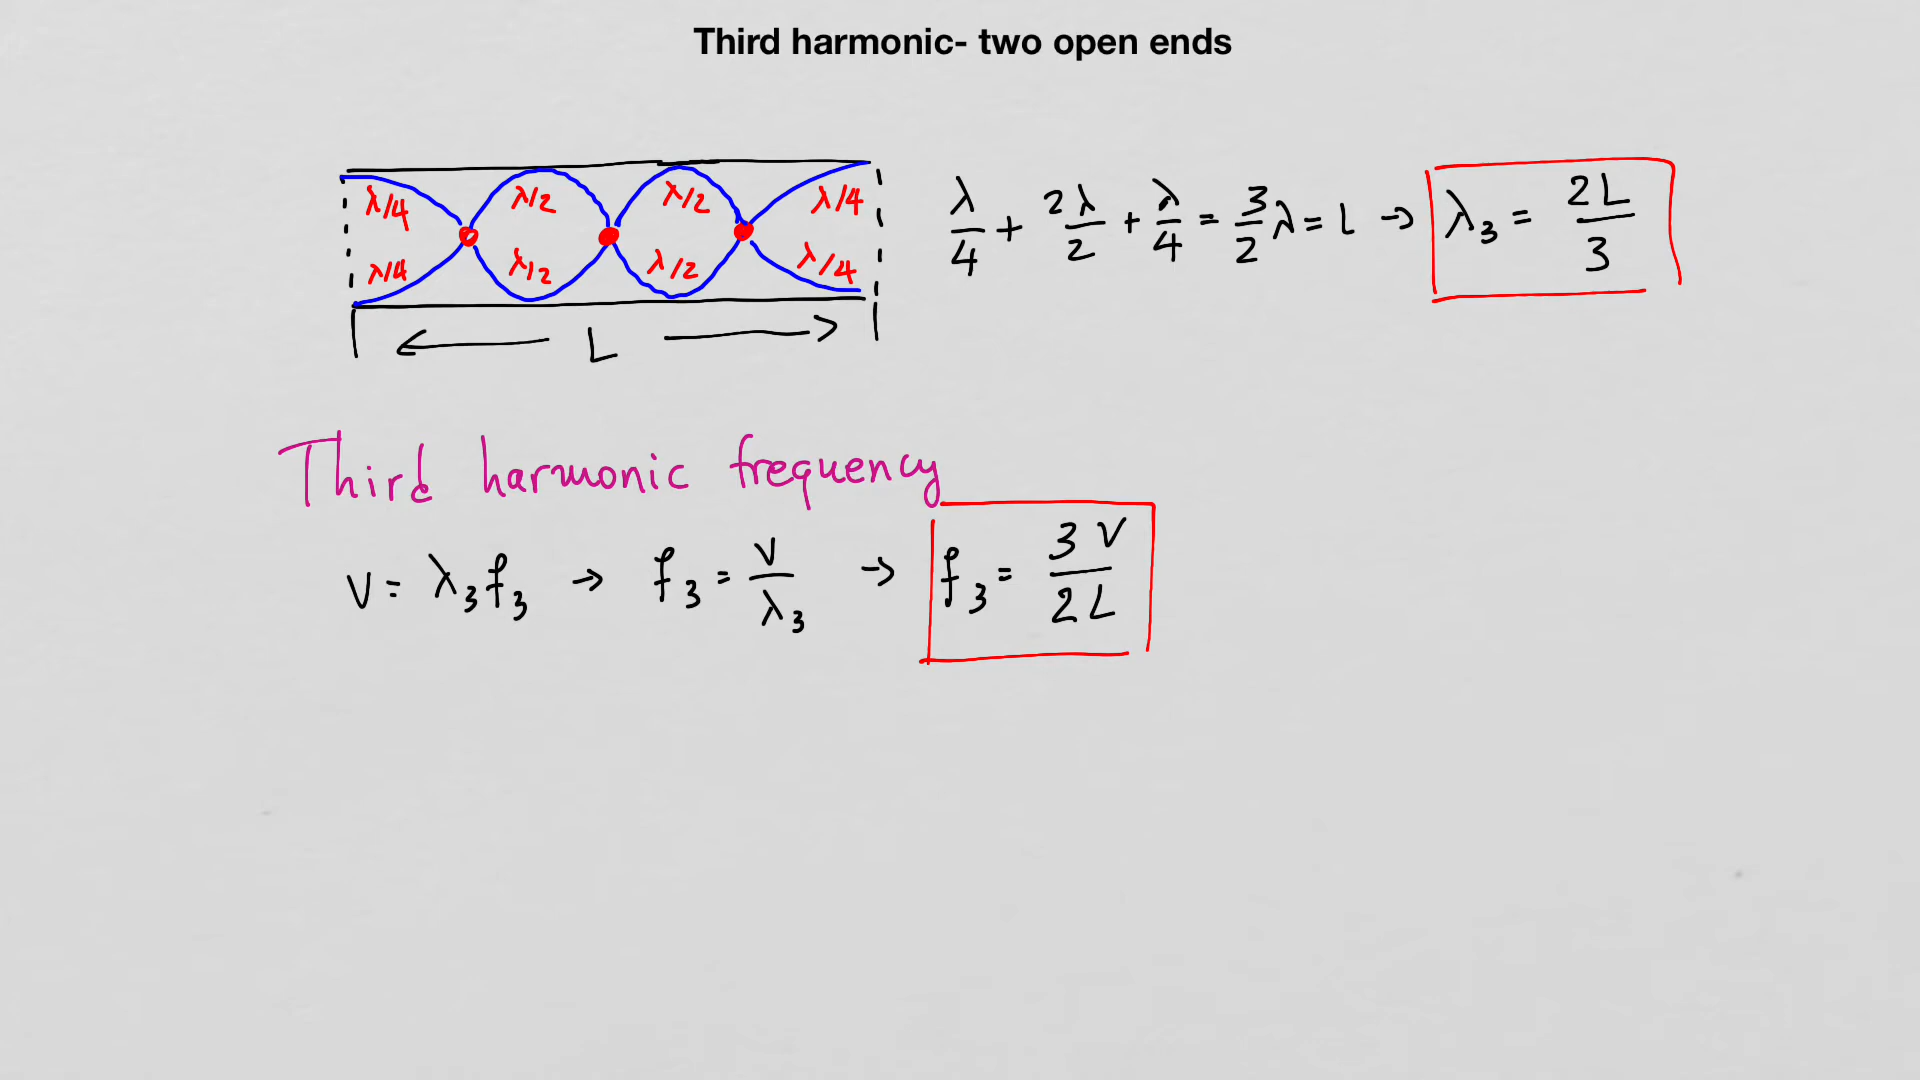 Third harmonic- two open ends
λ/4 λ/2 λ/2 λ/4
λ/4 λ/2 λ/2 λ/4
L
λ/4 + 2λ/2 + λ/4 = 3/2 λ = L → λ₃ = 2L/3
Third harmonic frequency
V = λ₃f₃ → f₃ = V/λ₃ → f₃ = 3V/2L